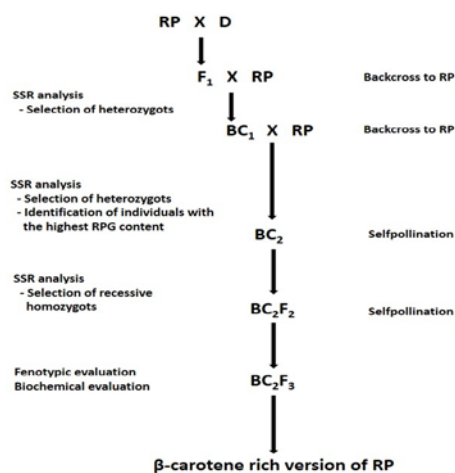 RP X D
F₁ X RP
Backcross to RP
SSR analysis
- Selection of heterozygots
BC₁ X RP
Backcross to RP
SSR analysis
- Selection of heterozygots
- Identification of individuals with
the highest RPG content
BC₂
Selfpollination
SSR analysis
- Selection of recessive
homozygots
BC₂F₂
Selfpollination
Fenotypic evaluation
Biochemical evaluation
BC₂F₃
β-carotene rich version of RP